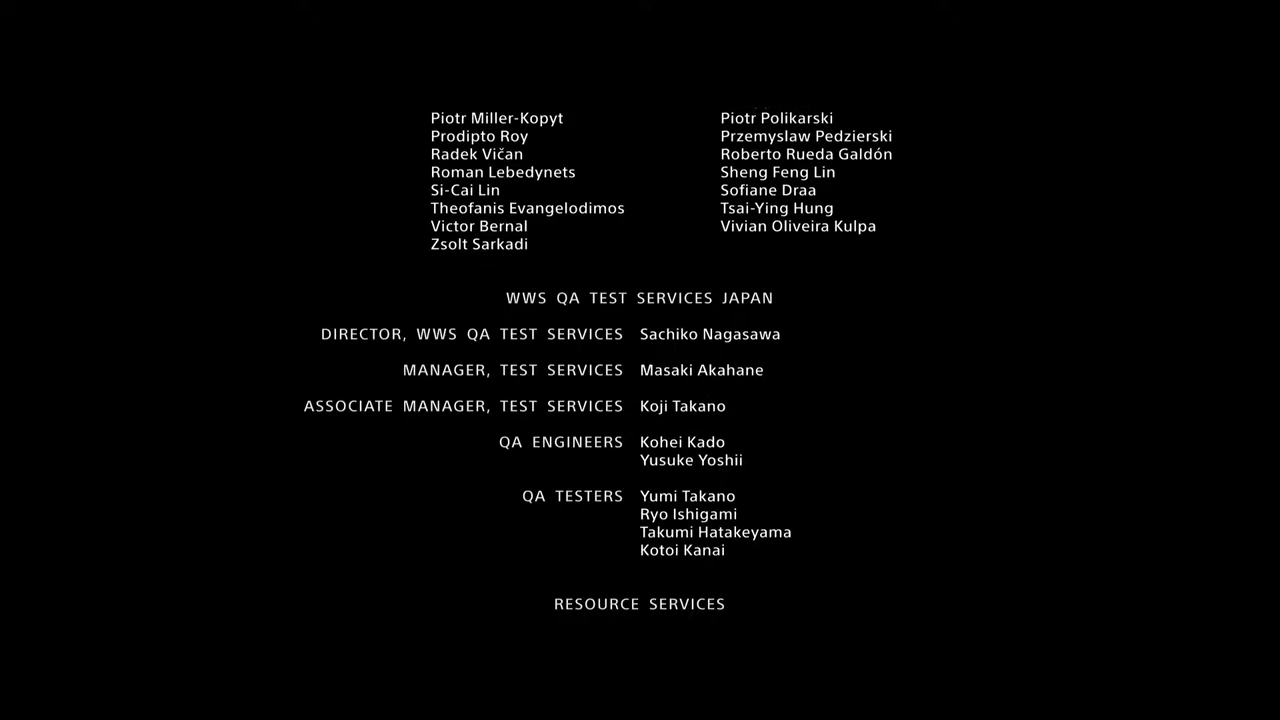 Piotr Miller-Kopyt Piotr Polikarski
Prodipto Roy Przemyslaw Pedzierski
Radek Vičan Roberto Rueda Galdón
Roman Lebedynets Sheng Feng Lin
Si-Cai Lin Sofiane Draa
Theofanis Evangelodimos Tsai-Ying Hung
Victor Bernal Vivian Oliveira Kulpa
Zsolt Sarkadi
WWS QA TEST SERVICES JAPAN
DIRECTOR, WWS QA TEST SERVICES Sachiko Nagasawa
MANAGER, TEST SERVICES Masaki Akahane
ASSOCIATE MANAGER, TEST SERVICES Koji Takano
QA ENGINEERS Kohei Kado
Yusuke Yoshii
QA TESTERS Yumi Takano
Ryo Ishigami
Takumi Hatakeyama
Kotoi Kanai
RESOURCE SERVICES